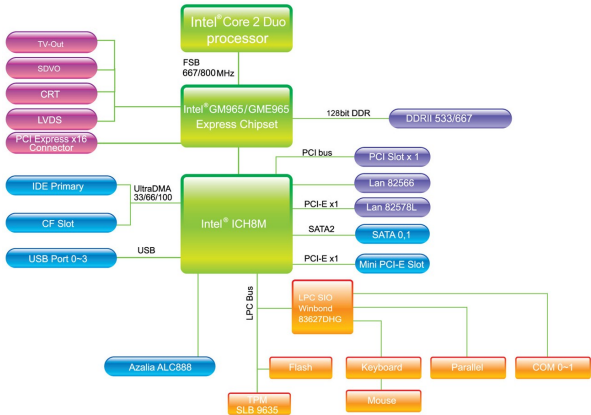 Intel® Core 2 Duo
processor
FSB
667/800MHz
TV-Out
SDVO
CRT
LVDS
PCI Express x16
Connector
Intel® GM965/GME965
Express Chipset
128bit DDR
DDRII 533/667
PCI bus
PCI Slot x 1
Lan 82566
PCI-E x1
Lan 82578L
SATA2
SATA 0,1
PCI-E x1
Mini PCI-E Slot
IDE Primary
UltraDMA
33/66/100
CF Slot
Intel® ICH8M
USB Port 0~3
USB
LPC Bus
LPC SIO
Winbond
83627DHG
Azalia ALC888
Flash
Keyboard
Parallel
COM 0~1
TPM
SLB 9635
Mouse